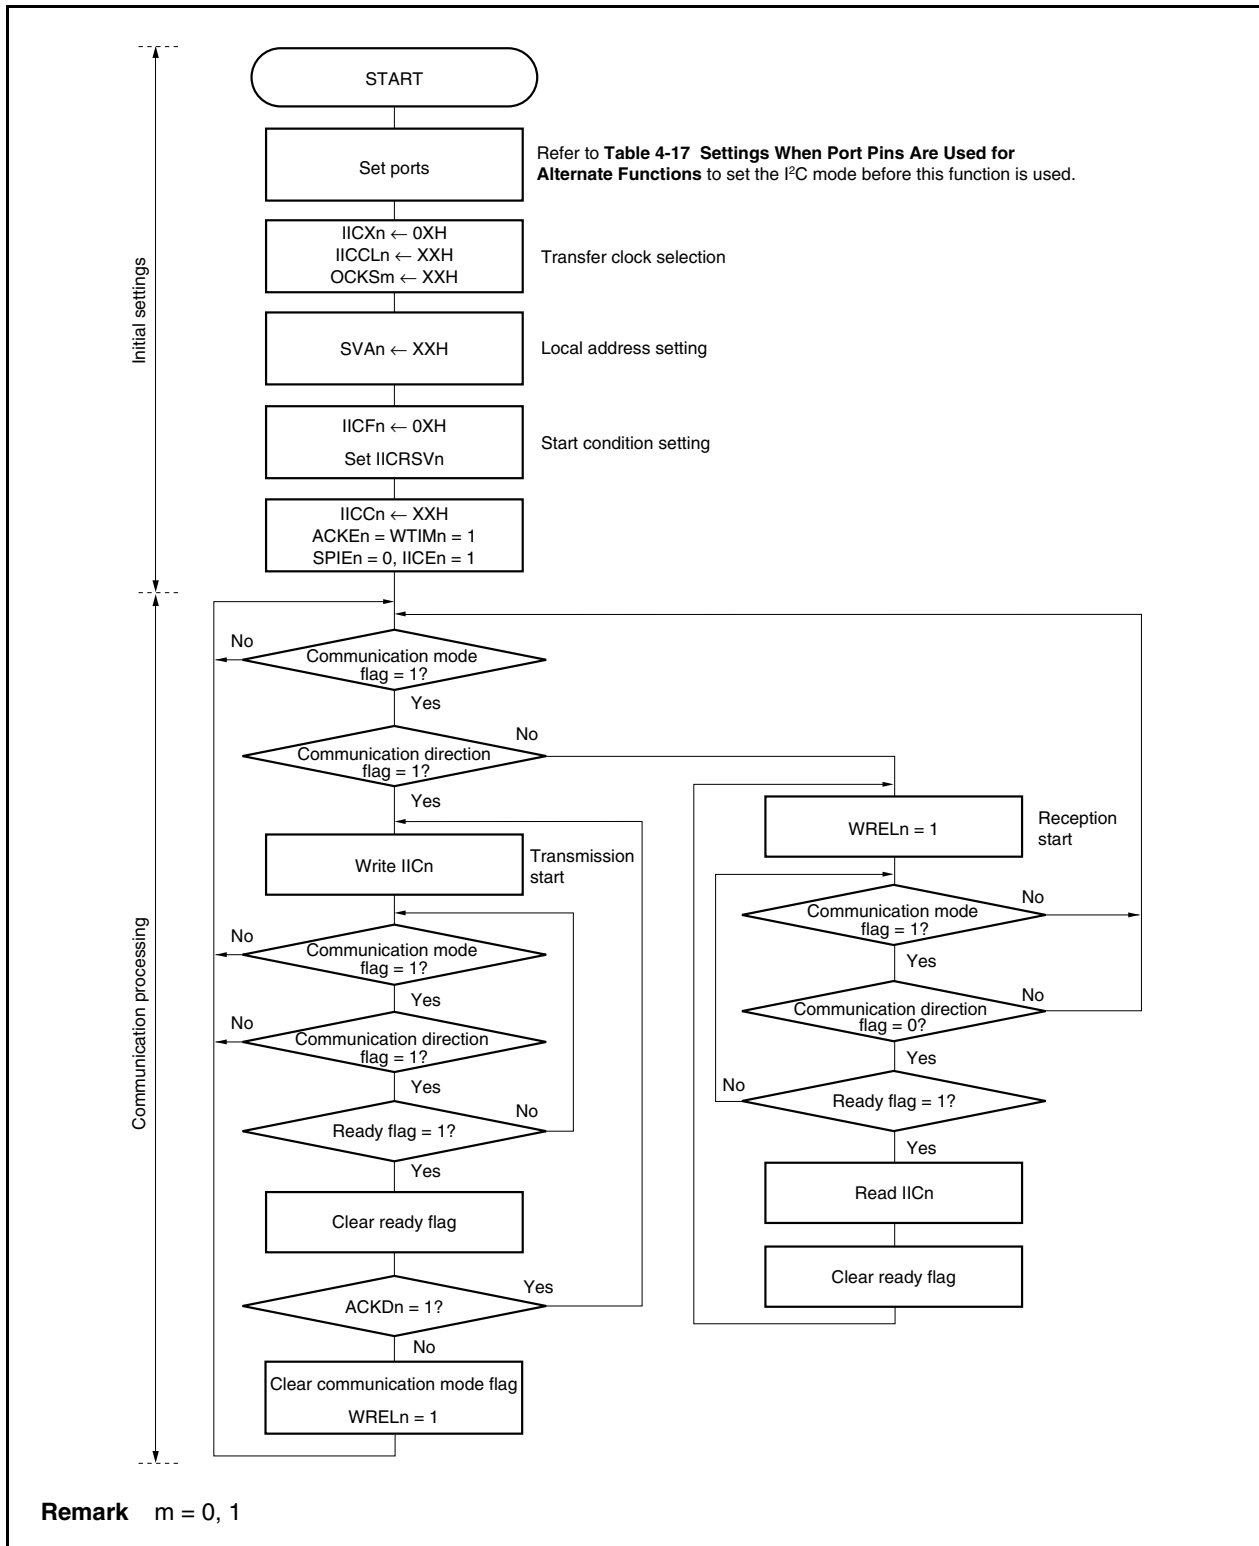 START
Set ports
Refer to Table 4-17 Settings When Port Pins Are Used for
Alternate Functions to set the I²C mode before this function is used.
IICXn ← 0XH
IICCLn ← XXH
OCKSm ← XXH
Transfer clock selection
Initial settings
SVAn ← XXH
Local address setting
IICFn ← 0XH
Set IICRSVn
Start condition setting
IICCn ← XXH
ACKEn = WTIMn = 1
SPIEn = 0, IICEn = 1
Communication processing
No
Communication mode
flag = 1?
Yes
Communication direction
flag = 1?
No
Yes
Write IICn
Transmission
start
No
Communication mode
flag = 1?
Yes
No
Communication direction
flag = 1?
Yes
Ready flag = 1?
No
Yes
Clear ready flag
ACKDn = 1?
Yes
No
Clear communication mode flag
WRELn = 1
WRELn = 1
Reception
start
Communication mode
flag = 1?
No
Yes
Communication direction
flag = 0?
No
Yes
No
Ready flag = 1?
Yes
Read IICn
Clear ready flag
Remark m = 0, 1